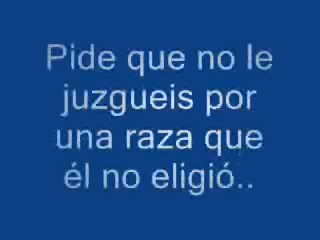 Pide que no le
juzgueis por
una raza que
él no eligió..